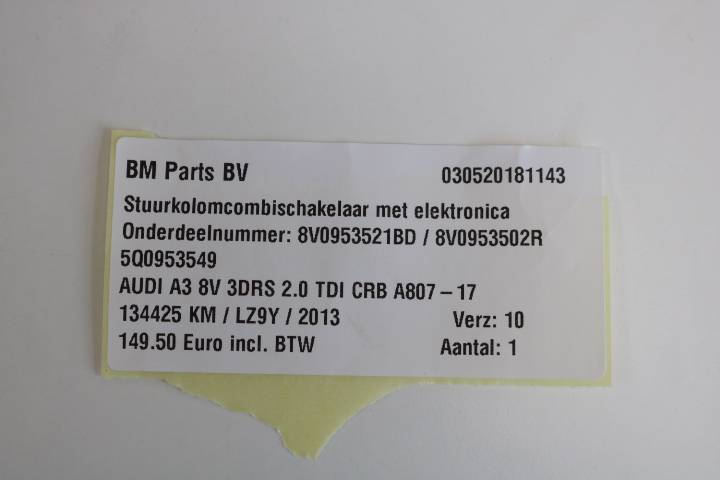 BM Parts BV 030520181143
Stuurkolomcombischakelaar met elektronica
Onderdeelnummer: 8V0953521BD / 8V0953502R
5Q0953549
AUDI A3 8V 3DRS 2.0 TDI CRB A807 – 17
134425 KM / LZ9Y / 2013 Verz: 10
149.50 Euro incl. BTW Aantal: 1